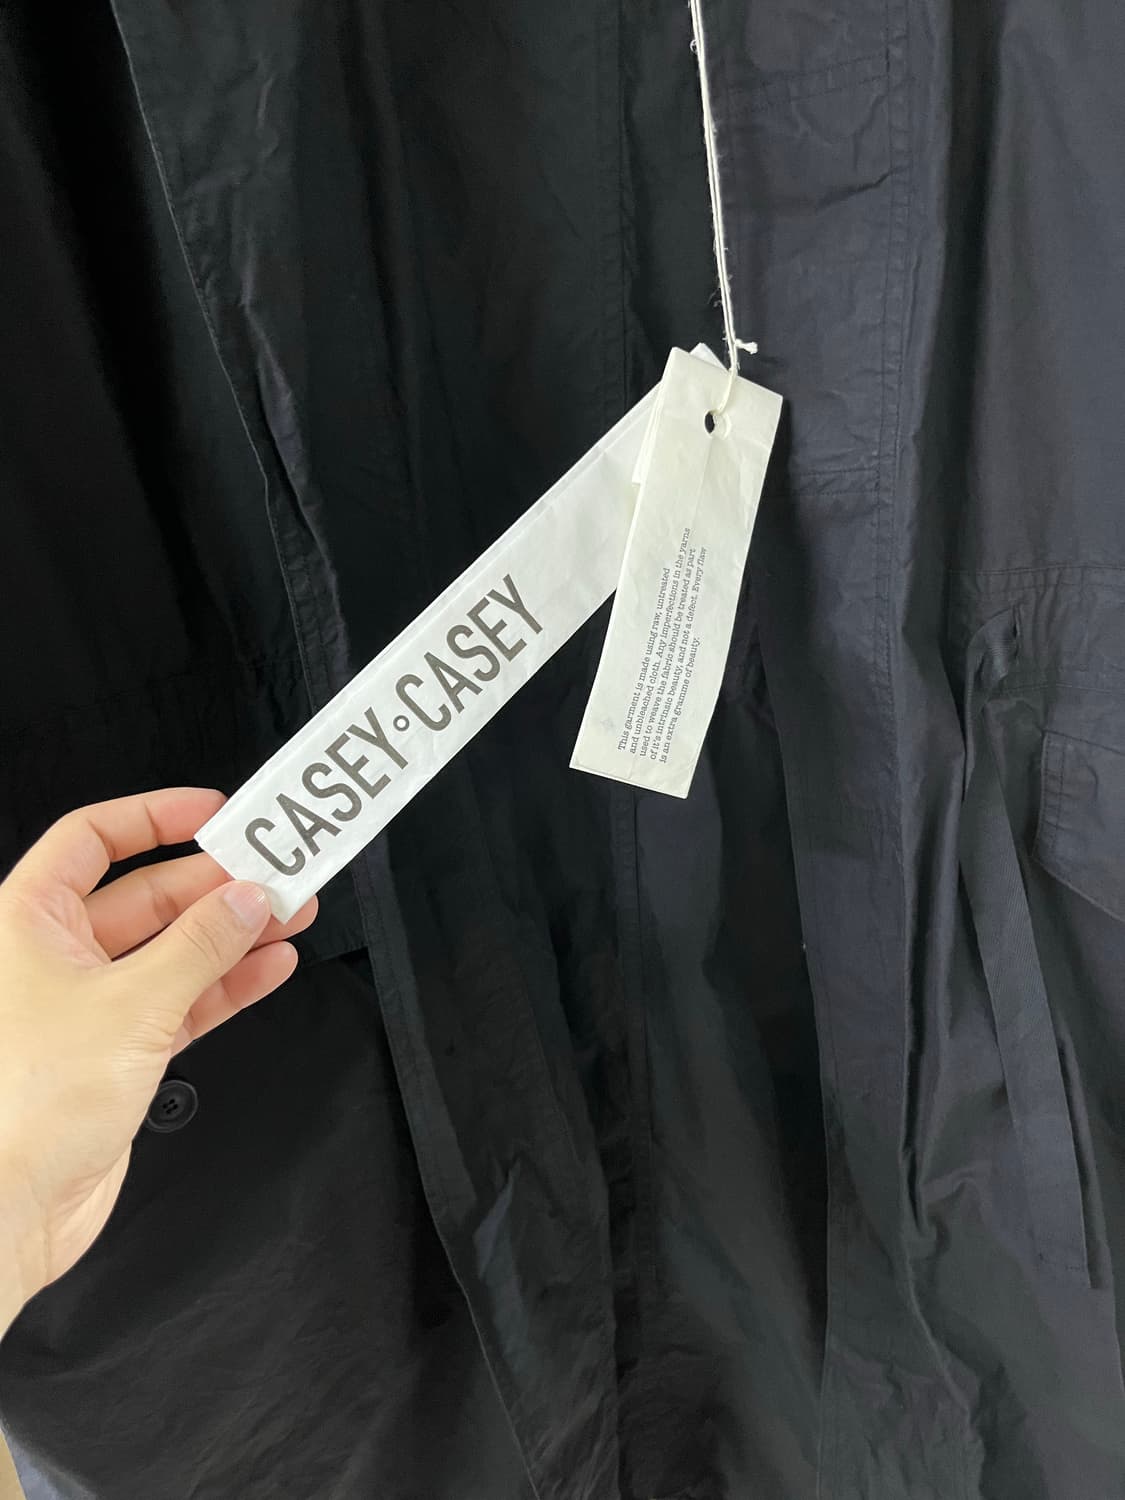 CASEY°CASEY
This garment is made using raw, untreated
and unbleached cloth. Any imperfections in the yarns
used to weave the fabric should be treated as part
of it's intrinsic beauty, and not a defect. Every flaw
is an extra gramme of beauty.